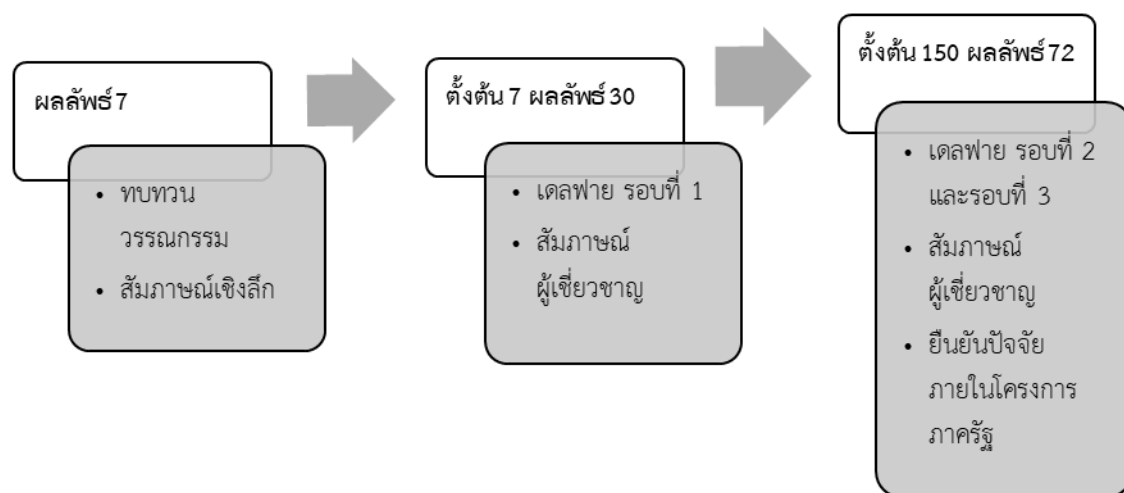 ผลลัพธ์ 7
• ทบทวน
วรรณกรรม
• สัมภาษณ์เชิงลึก
ตั้งต้น 7 ผลลัพธ์ 30
• เดลฟาย รอบที่ 1
• สัมภาษณ์
ผู้เชี่ยวชาญ
ตั้งต้น 150 ผลลัพธ์ 72
• เดลฟาย รอบที่ 2
และรอบที่ 3
• สัมภาษณ์
ผู้เชี่ยวชาญ
• ยืนยันปัจจัย
ภายในโครงการ
ภาครัฐ